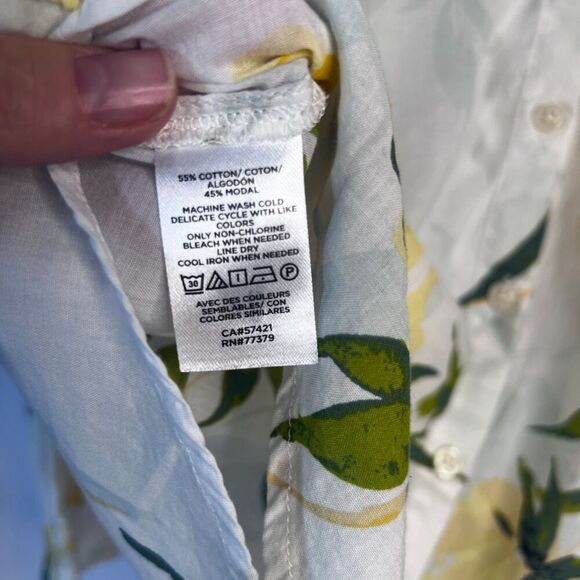 55% COTTON/ COTON/
ALGODÓN
45% MODAL
MACHINE WASH COLD
DELICATE CYCLE WITH LIKE
COLORS
ONLY NON-CHLORINE
BLEACH WHEN NEEDED
LINE DRY
COOL IRON WHEN NEEDED
30 P
AVEC DES COULEURS
SEMBLABLES/ CON
COLORES SIMILARES
CA#57421
RN#77379